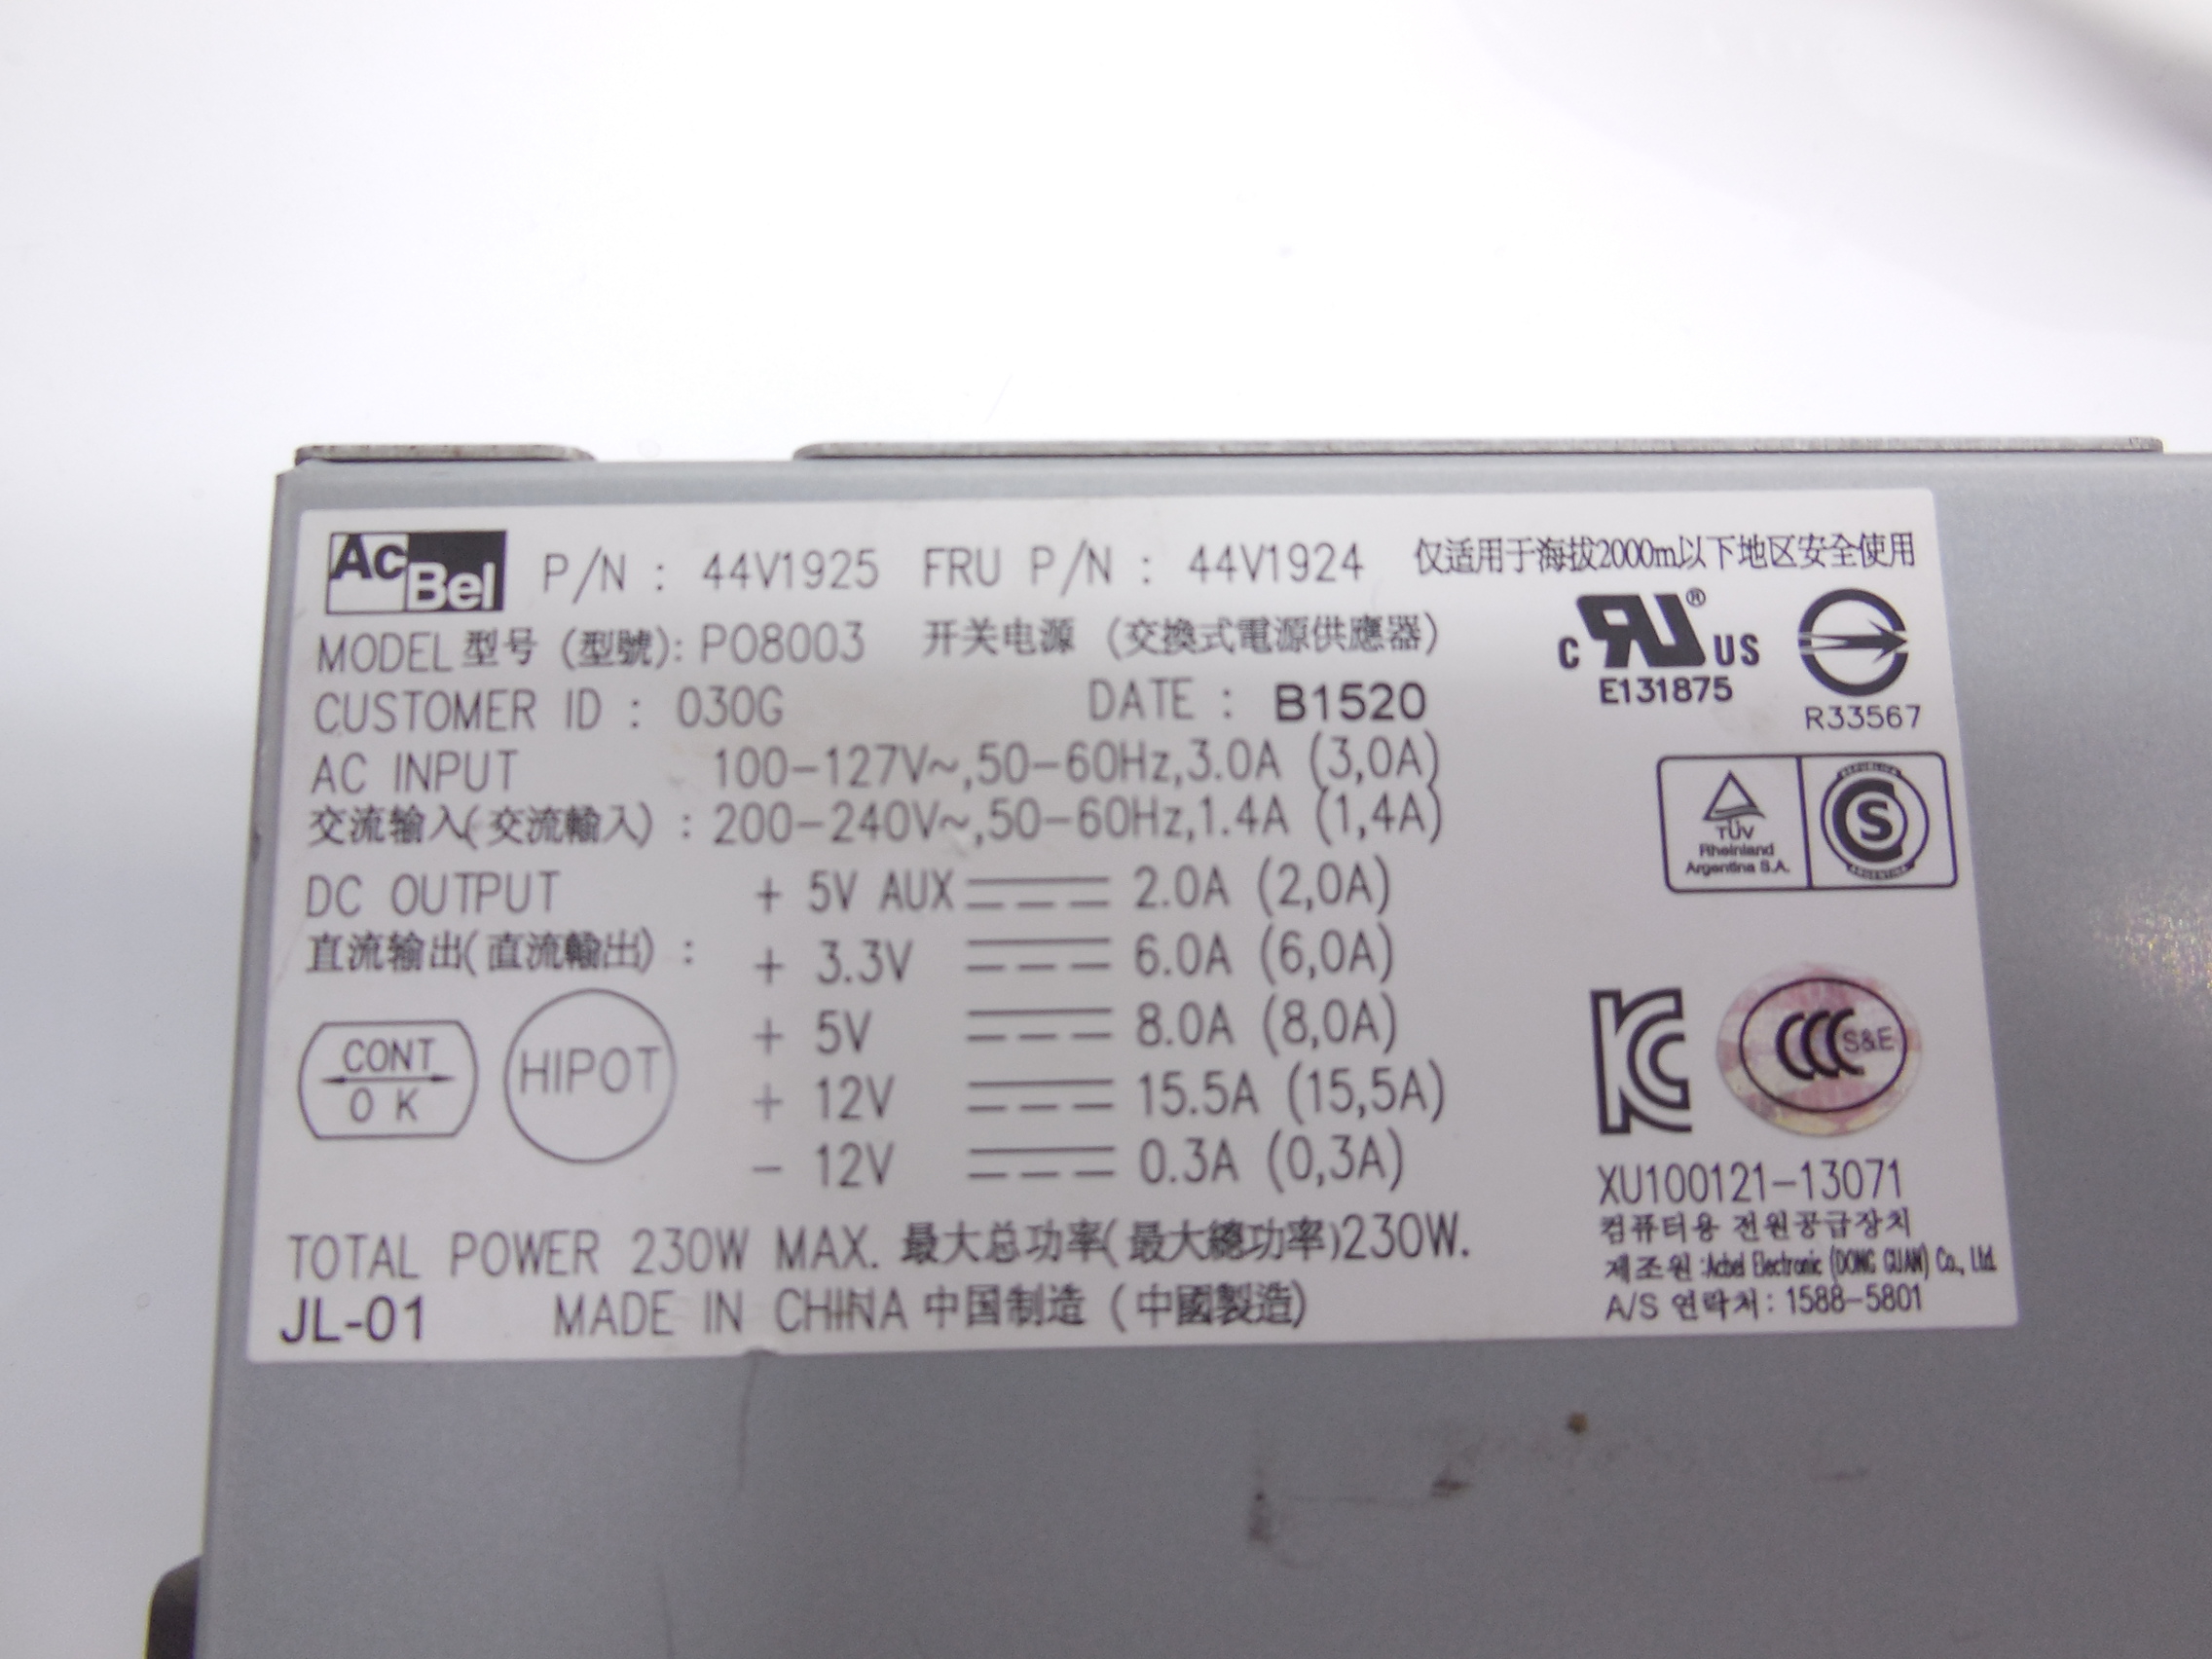 AcBel P/N : 44V1925 FRU P/N : 44V1924 仅适用于海拔2000m以下地区安全使用
MODEL 型号 (型號): PO8003 开关电源 (交換式電源供應器)
CUSTOMER ID : 030G DATE : B1520
AC INPUT 100-127V~,50-60Hz,3.0A (3,0A)
交流输入(交流輸入) : 200-240V~,50-60Hz,1.4A (1,4A)
DC OUTPUT + 5V AUX 2.0A (2,0A)
直流输出(直流輸出) : + 3.3V 6.0A (6,0A)
+ 5V 8.0A (8,0A)
+ 12V 15.5A (15,5A)
- 12V 0.3A (0,3A)
CONT
O K
HIPOT
TOTAL POWER 230W MAX. 最大总功率(最大總功率)230W.
JL-01 MADE IN CHINA 中国制造 (中國製造)
c RU® US
E131875
R33567
TÜV
Rheinland
Argentina S.A.
REPUBLICA
S
ARGENTINA
KC
CCC S&E
XU100121-13071
컴퓨터용 전원공급장치
제조원 :Acbel Electronic (DONG GUAN) Co., Ltd.
A/S 연락처: 1588-5801